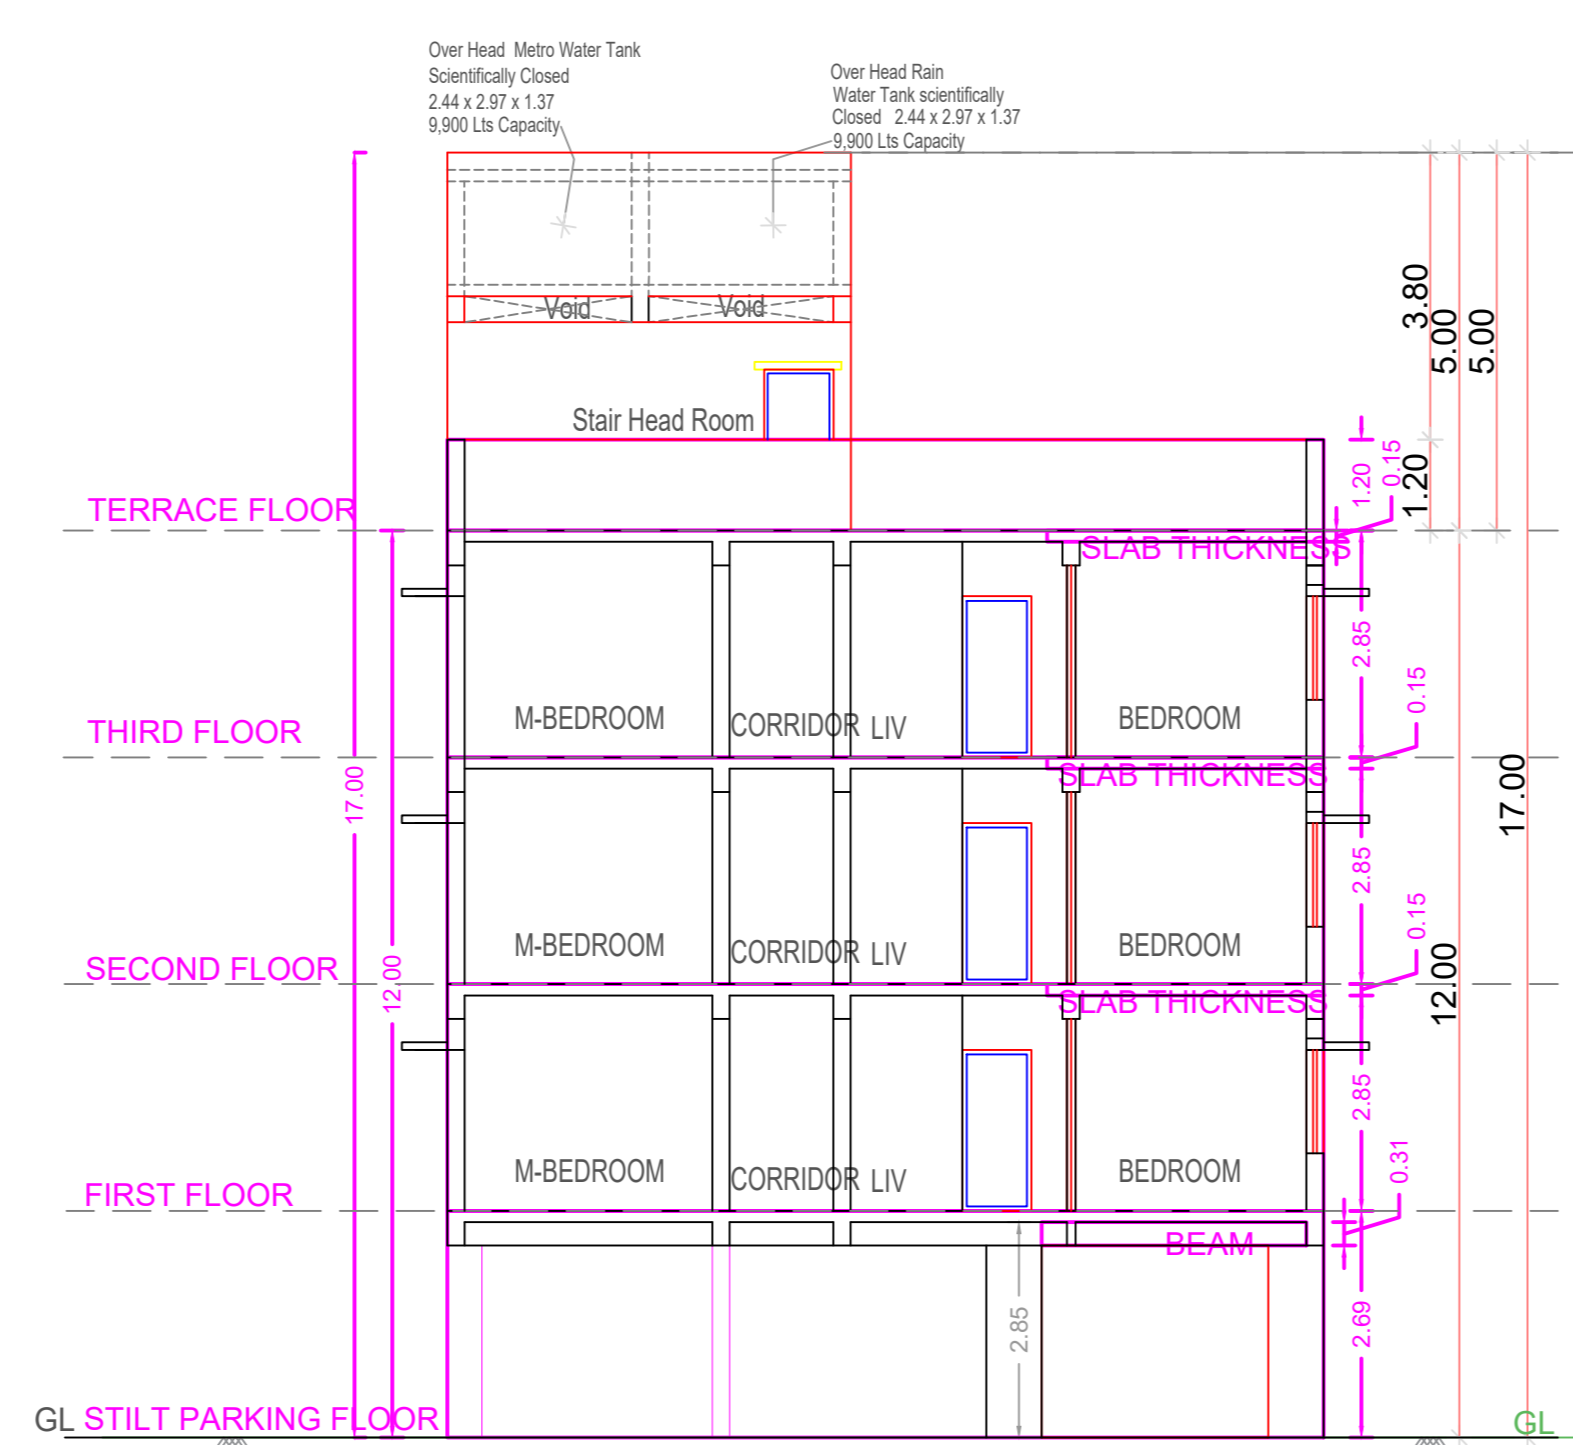 Over Head Metro Water Tank
Scientifically Closed
2.44 x 2.97 x 1.37
9,900 Lts Capacity
Over Head Rain
Water Tank scientifically
Closed 2.44 x 2.97 x 1.37
9,900 Lts Capacity
Void
Void
3.80
5.00
5.00
Stair Head Room
1.20
0.15
1.20
TERRACE FLOOR
SLAB THICKNESS
2.85
M-BEDROOM
CORRIDOR
LIV
BEDROOM
0.15
THIRD FLOOR
SLAB THICKNESS
17.00
17.00
2.85
M-BEDROOM
CORRIDOR
LIV
BEDROOM
0.15
SECOND FLOOR
12.00
12.00
SLAB THICKNESS
2.85
M-BEDROOM
CORRIDOR
LIV
BEDROOM
0.31
FIRST FLOOR
BEAM
2.85
2.69
GL STILT PARKING FLOOR
GL